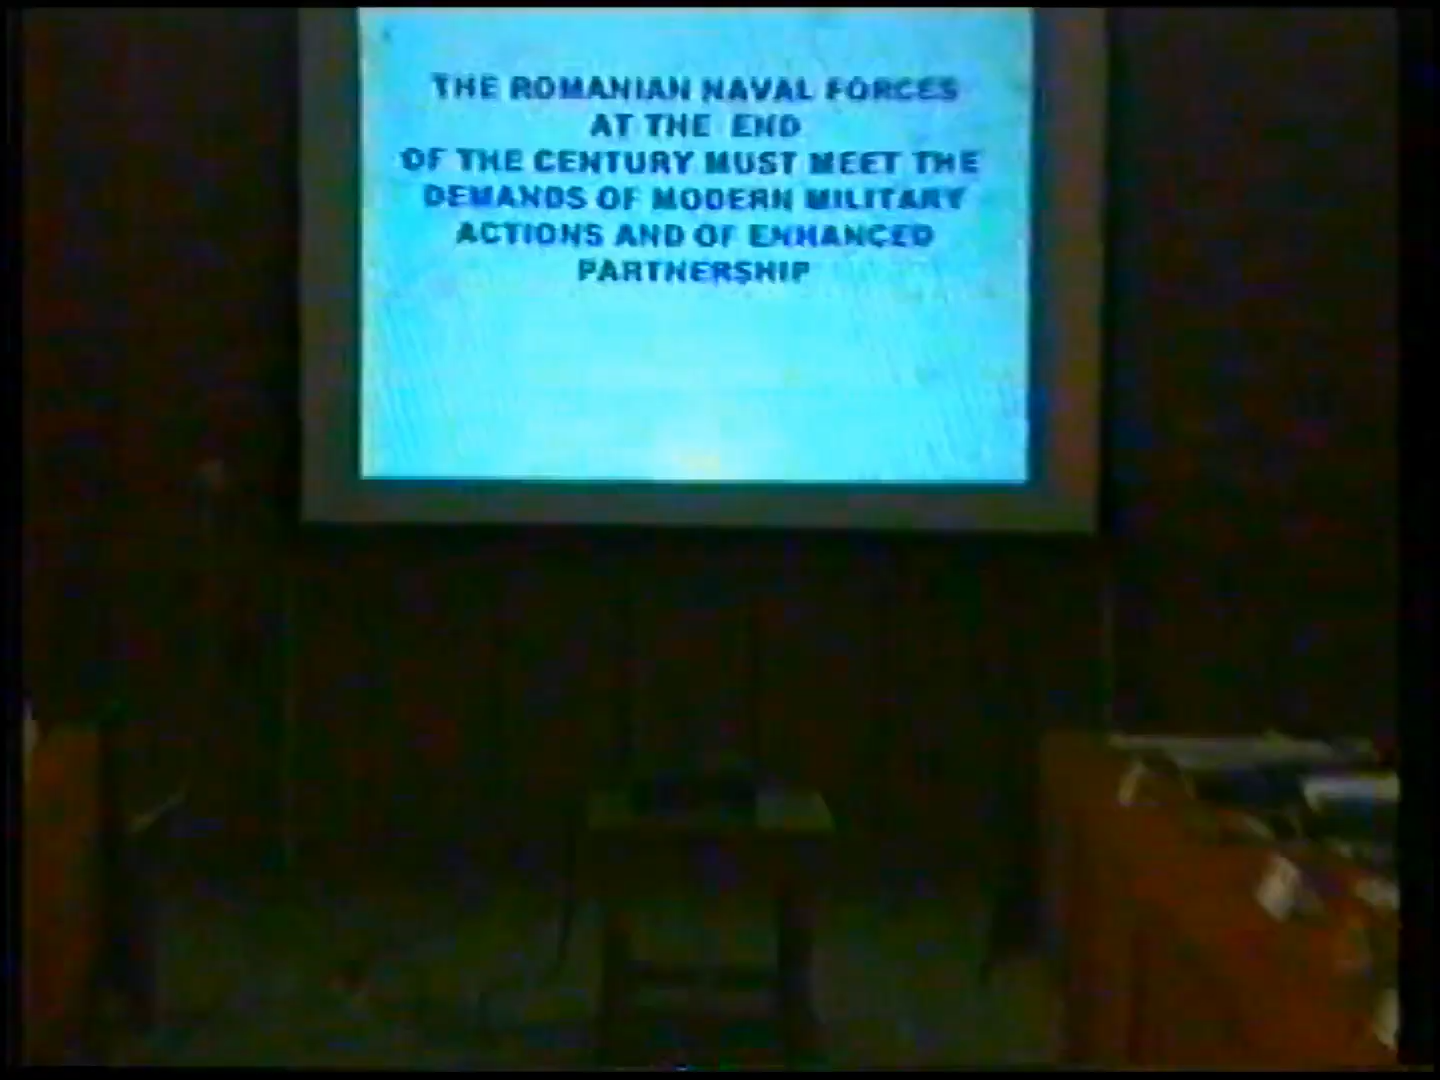 THE ROMANIAN NAVAL FORCES
AT THE END
OF THE CENTURY MUST MEET THE
DEMANDS OF MODERN MILITARY
ACTIONS AND OF ENHANCED
PARTNERSHIP